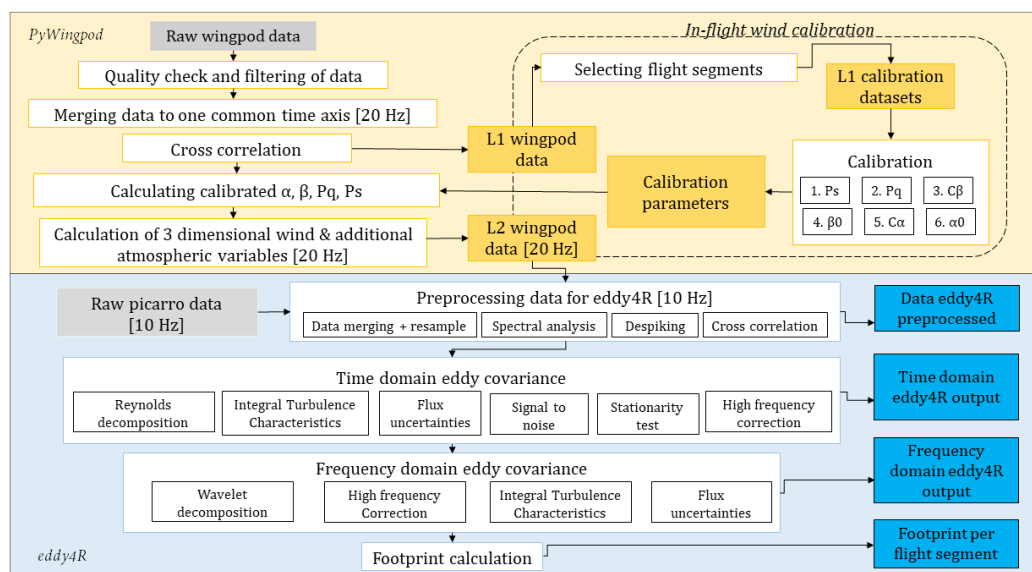 PyWingpod
Raw wingpod data
Quality check and filtering of data
Merging data to one common time axis [20 Hz]
Cross correlation
Calculating calibrated α, β, Pq, Ps
Calculation of 3 dimensional wind & additional
atmospheric variables [20 Hz]
L1 wingpod
data
L2 wingpod
data [20 Hz]
In-flight wind calibration
Selecting flight segments
L1 calibration
datasets
Calibration
1. Ps
2. Pq
3. Cβ
4. β0
5. Cα
6. α0
Calibration
parameters
Raw picarro data
[10 Hz]
Preprocessing data for eddy4R [10 Hz]
Data merging + resample
Spectral analysis
Despiking
Cross correlation
Data eddy4R
preprocessed
Time domain eddy covariance
Reynolds
decomposition
Integral Turbulence
Characteristics
Flux
uncertainties
Signal to
noise
Stationarity
test
High frequency
correction
Time domain
eddy4R output
Frequency domain eddy covariance
Wavelet
decomposition
High frequency
Correction
Integral Turbulence
Characteristics
Flux
uncertainties
Frequency
domain eddy4R
output
Footprint calculation
Footprint per
flight segment
eddy4R